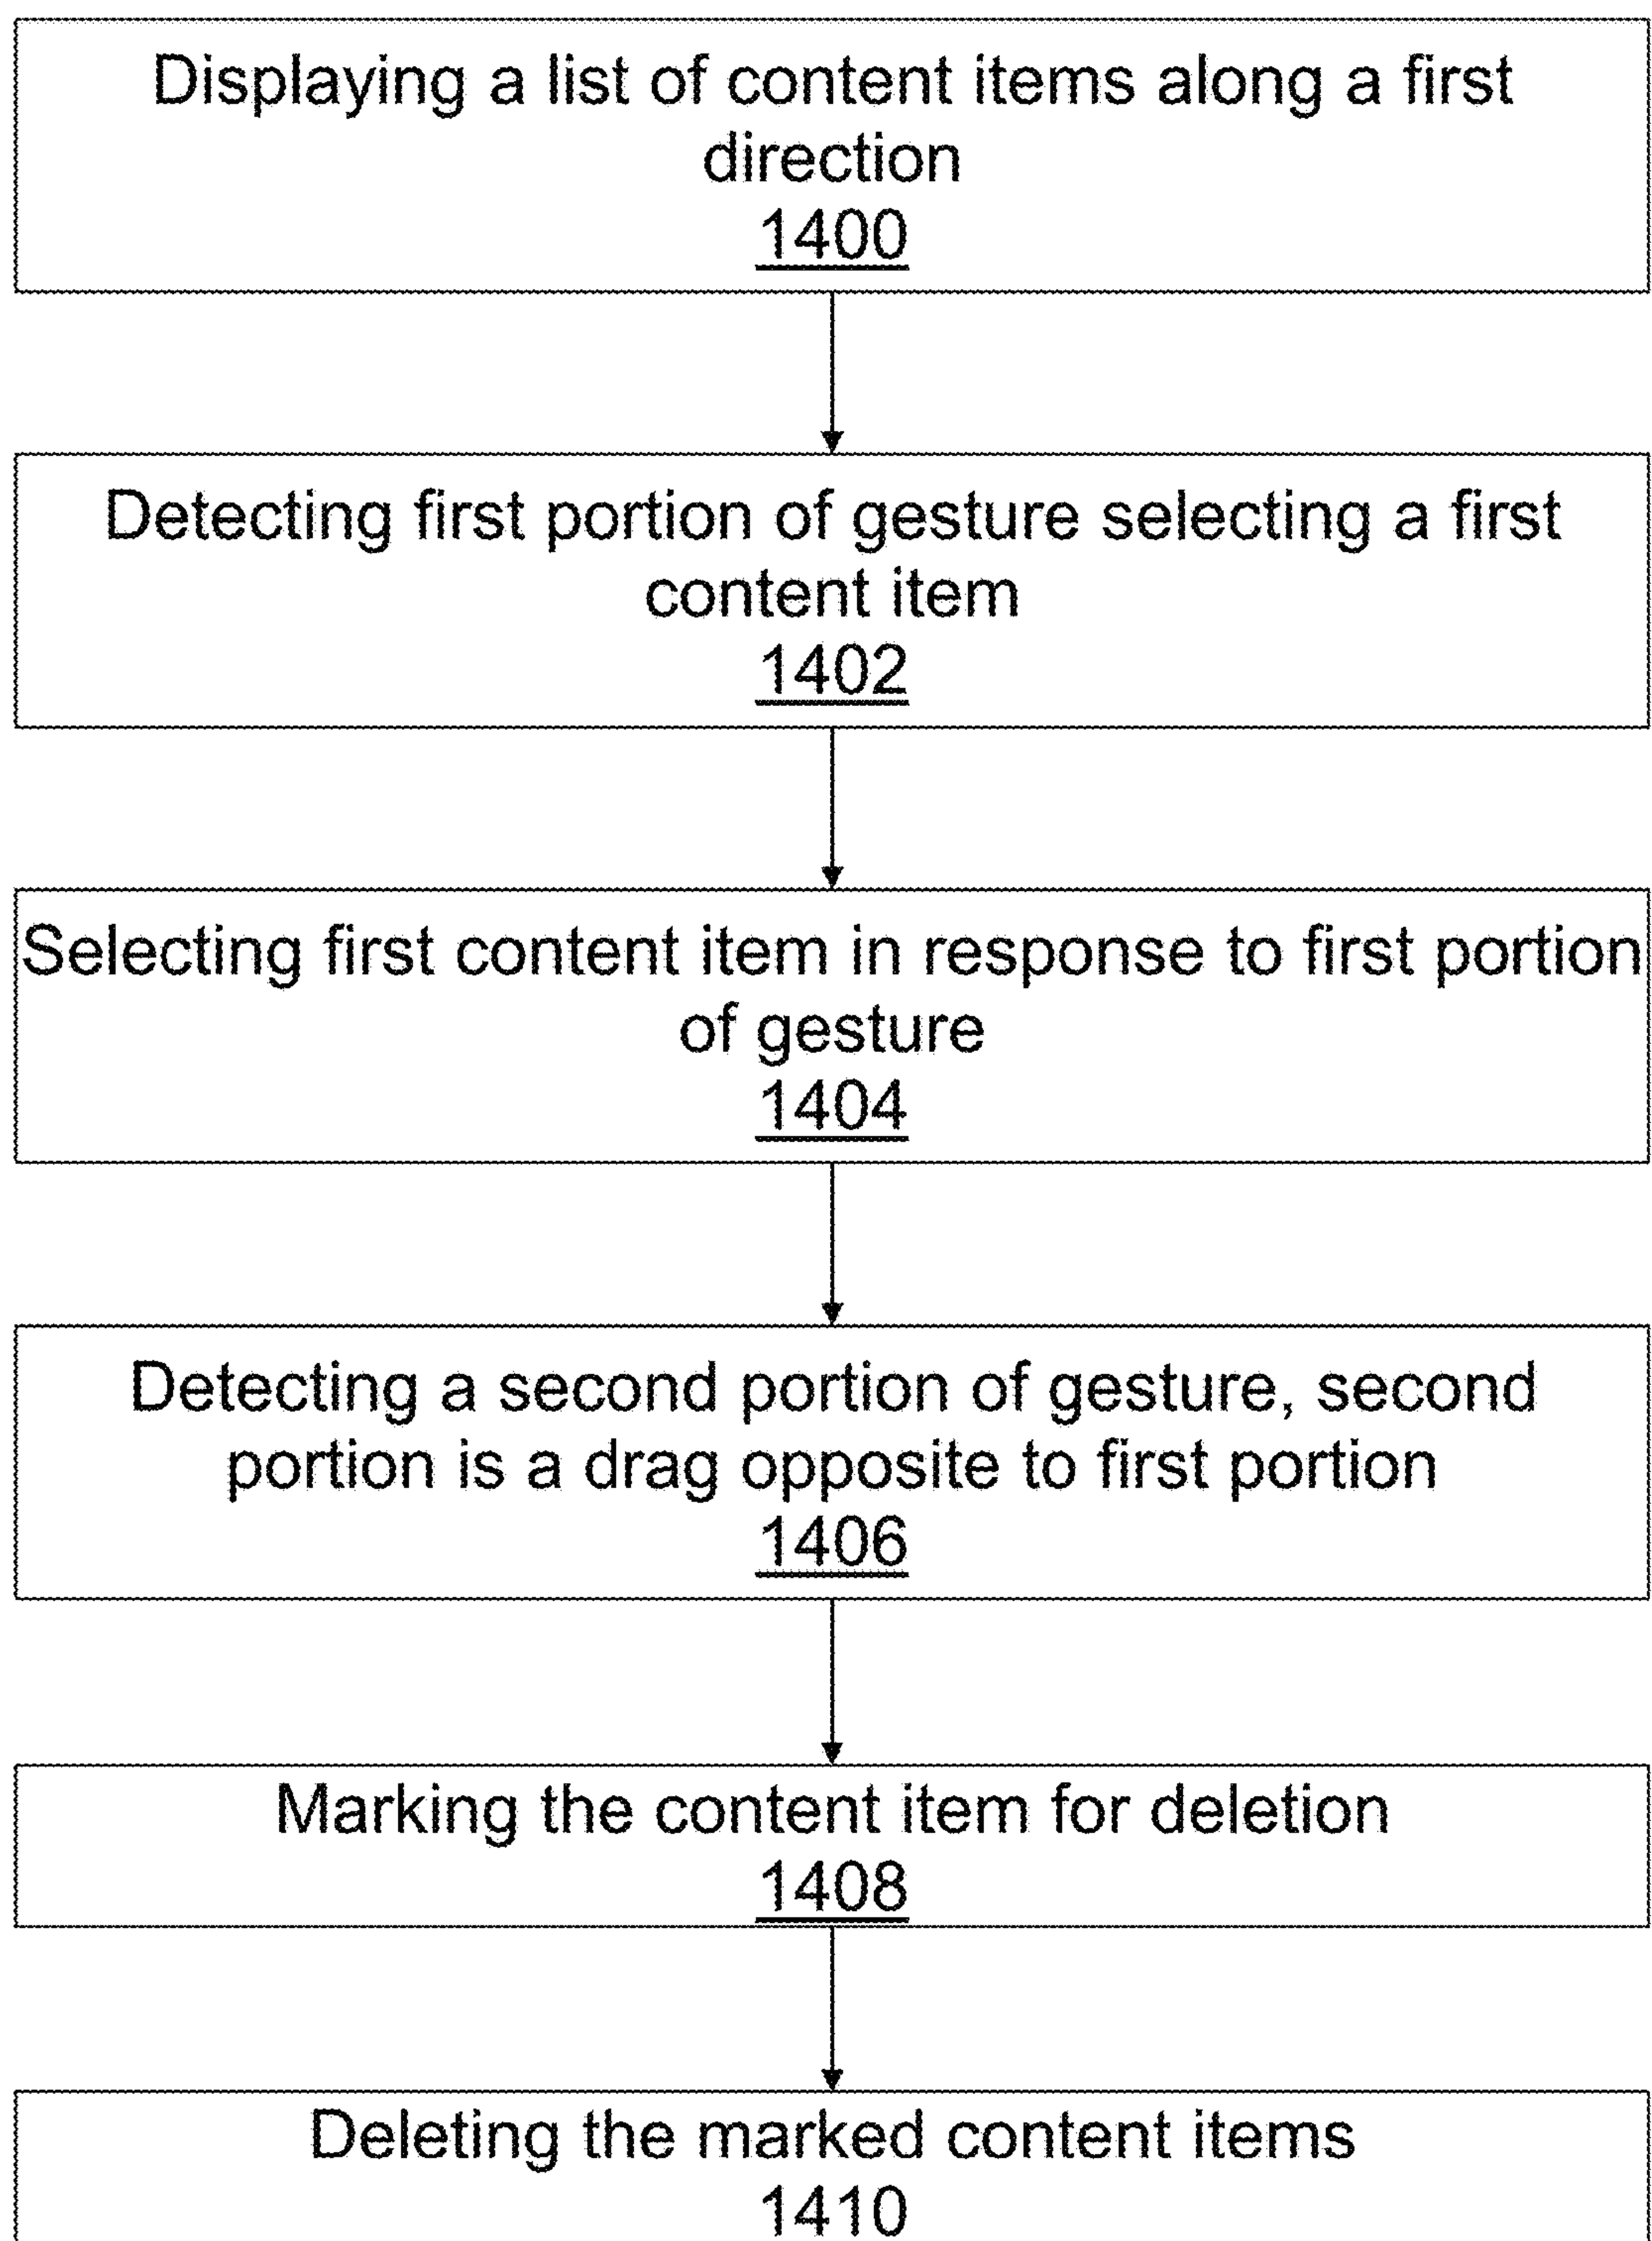 Displaying a list of content items along a first
direction
1400
Detecting first portion of gesture selecting a first
content item
1402
Selecting first content item in response to first portion
of gesture
1404
Detecting a second portion of gesture, second
portion is a drag opposite to first portion
1406
Marking the content item for deletion
1408
Deleting the marked content items
1410